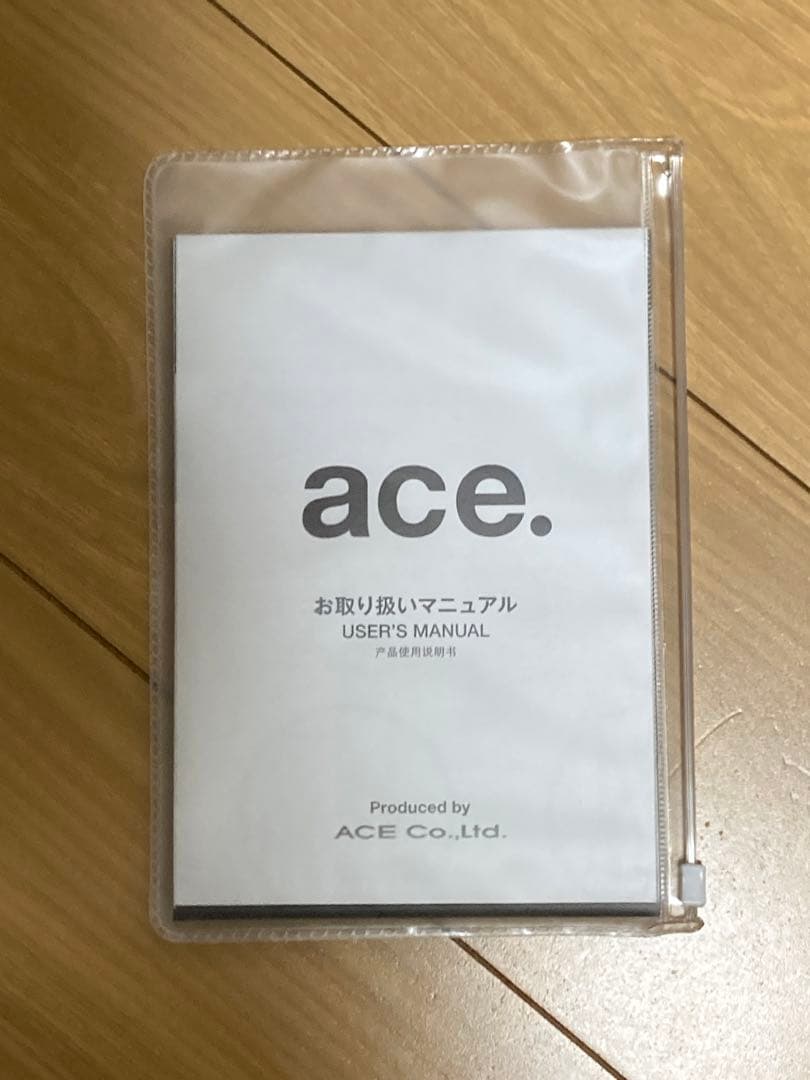 ace.
お取り扱いマニュアル
USER'S MANUAL
产品使用说明书
Produced by
ACE Co.,Ltd.